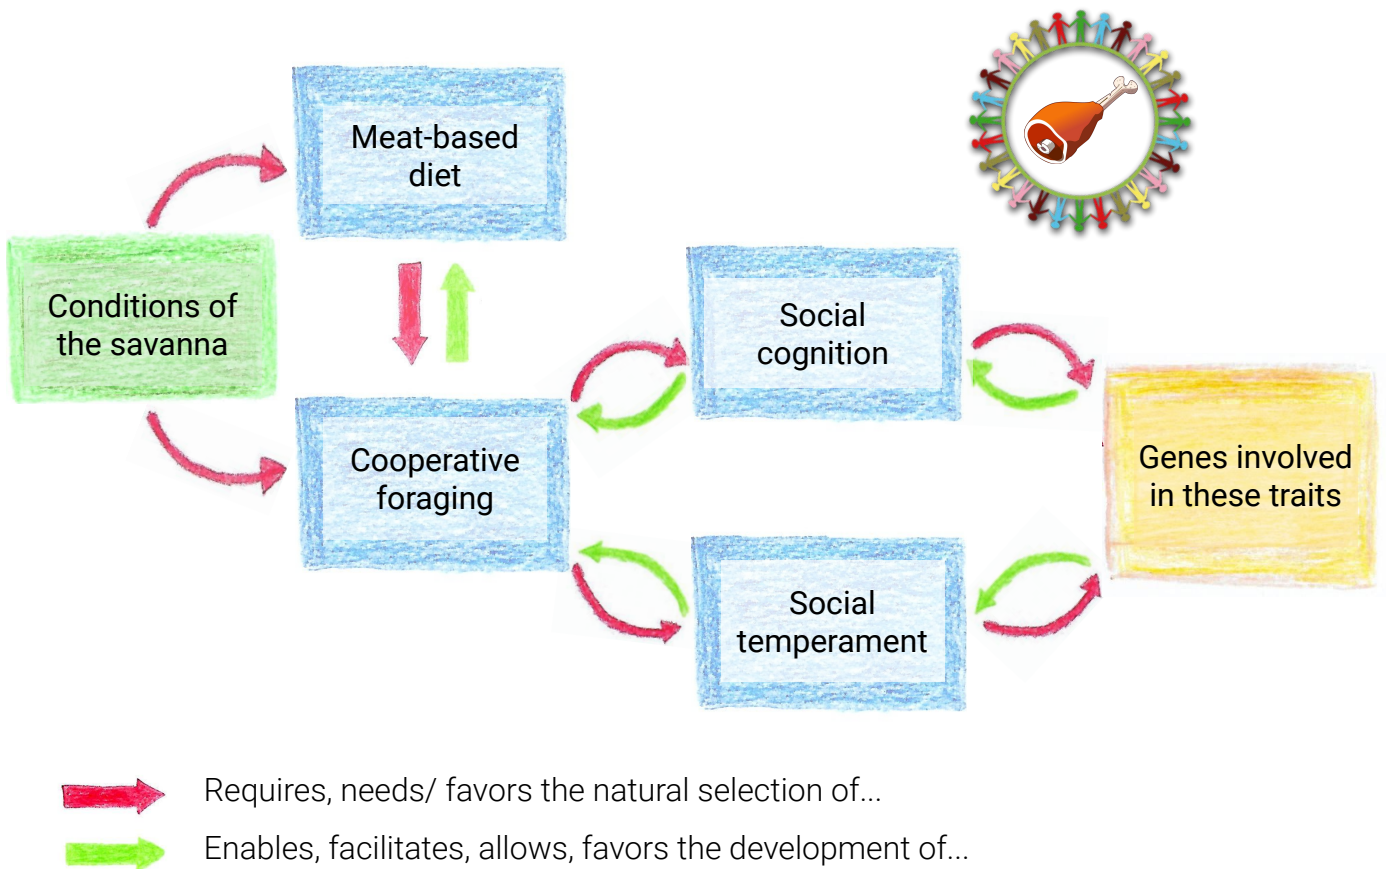 Meat-based
diet
Conditions of
the savanna
Social
cognition
Cooperative
foraging
Genes involved
in these traits
Social
temperament
Requires, needs/ favors the natural selection of...
Enables, facilitates, allows, favors the development of...